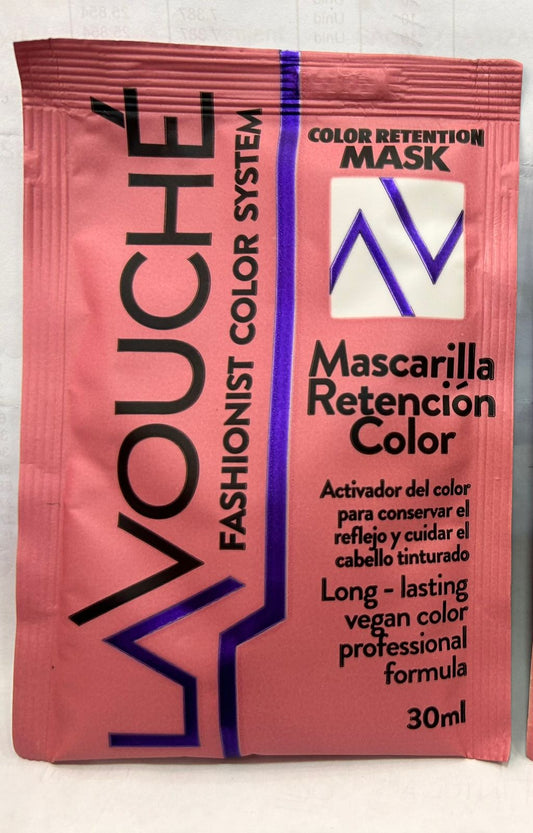 LAVOUCHÉ
FASHIONIST COLOR SYSTEM
COLOR RETENTION
MASK
Mascarilla
Retención
Color
Activador del color
para conservar el
reflejo y cuidar el
cabello tinturado
Long - lasting
vegan color
professional
formula
30ml